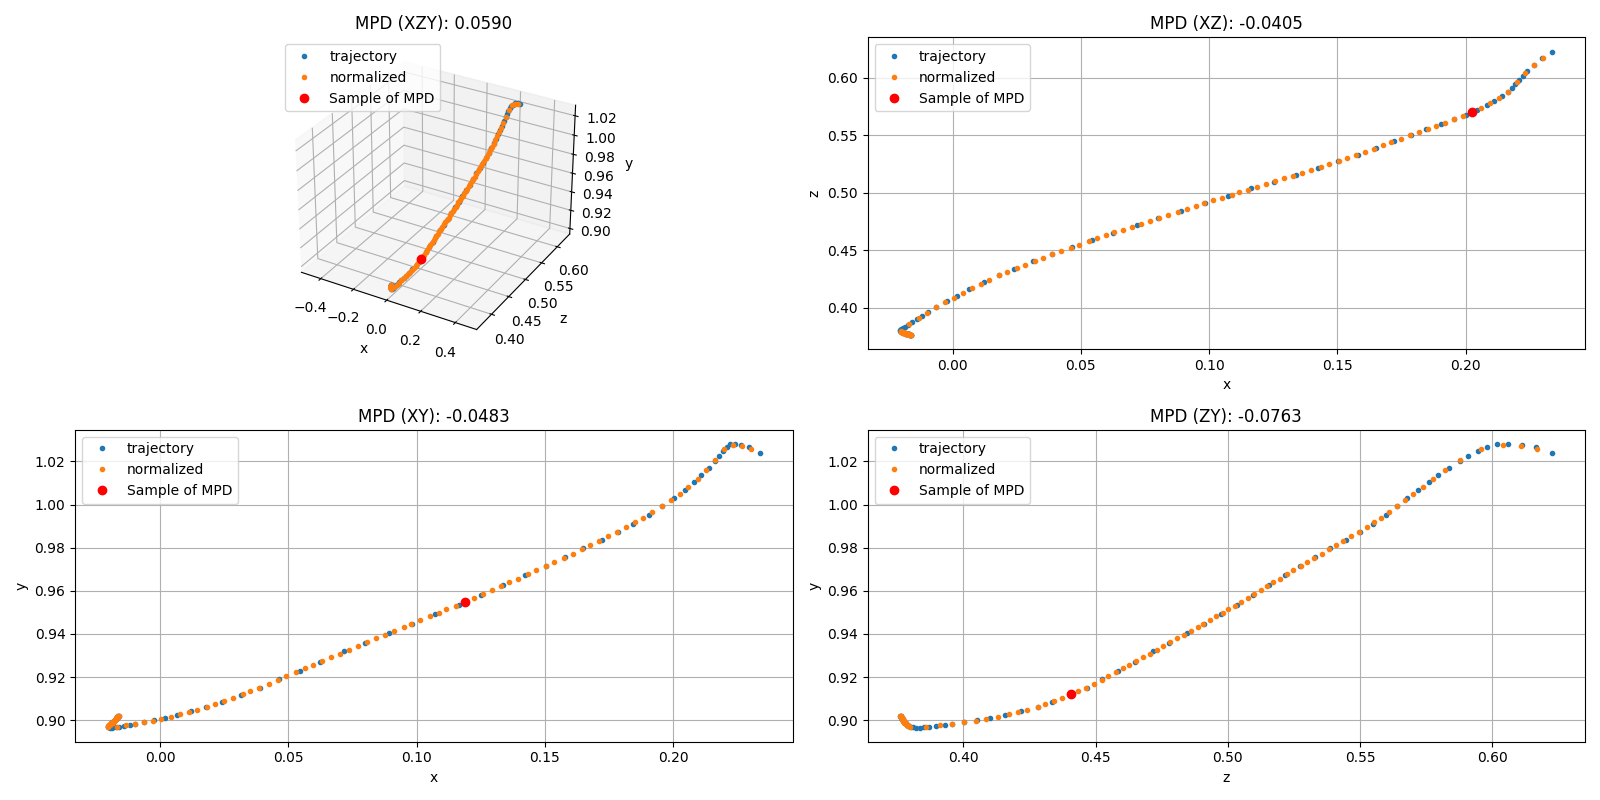 MPD (XZY): 0.0590
trajectory
normalized
Sample of MPD
1.02
1.00
0.98
0.96
0.94
0.92
0.90
y
0.60
0.55
0.50
0.45
0.40
z
−0.4
−0.2
0.0
0.2
0.4
x
MPD (XZ): -0.0405
trajectory
normalized
Sample of MPD
0.60
0.55
0.50
0.45
0.40
z
0.00 0.05 0.10 0.15 0.20
x
MPD (XY): -0.0483
trajectory
normalized
Sample of MPD
1.02
1.00
0.98
0.96
0.94
0.92
0.90
y
0.00 0.05 0.10 0.15 0.20
x
MPD (ZY): -0.0763
trajectory
normalized
Sample of MPD
1.02
1.00
0.98
0.96
0.94
0.92
0.90
y
0.40 0.45 0.50 0.55 0.60
z